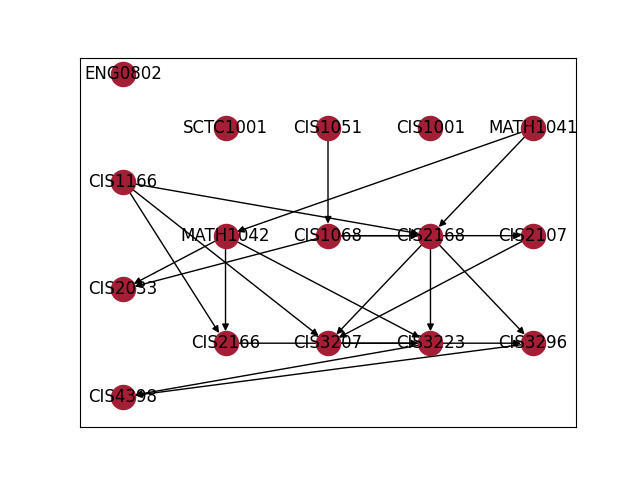 ENG0802
SCTC1001 CIS1051 CIS1001 MATH1041
CIS1166
MATH1042 CIS1068 CIS2168 CIS2107
CIS2033
CIS2166 CIS3207 CIS3223 CIS3296
CIS4398